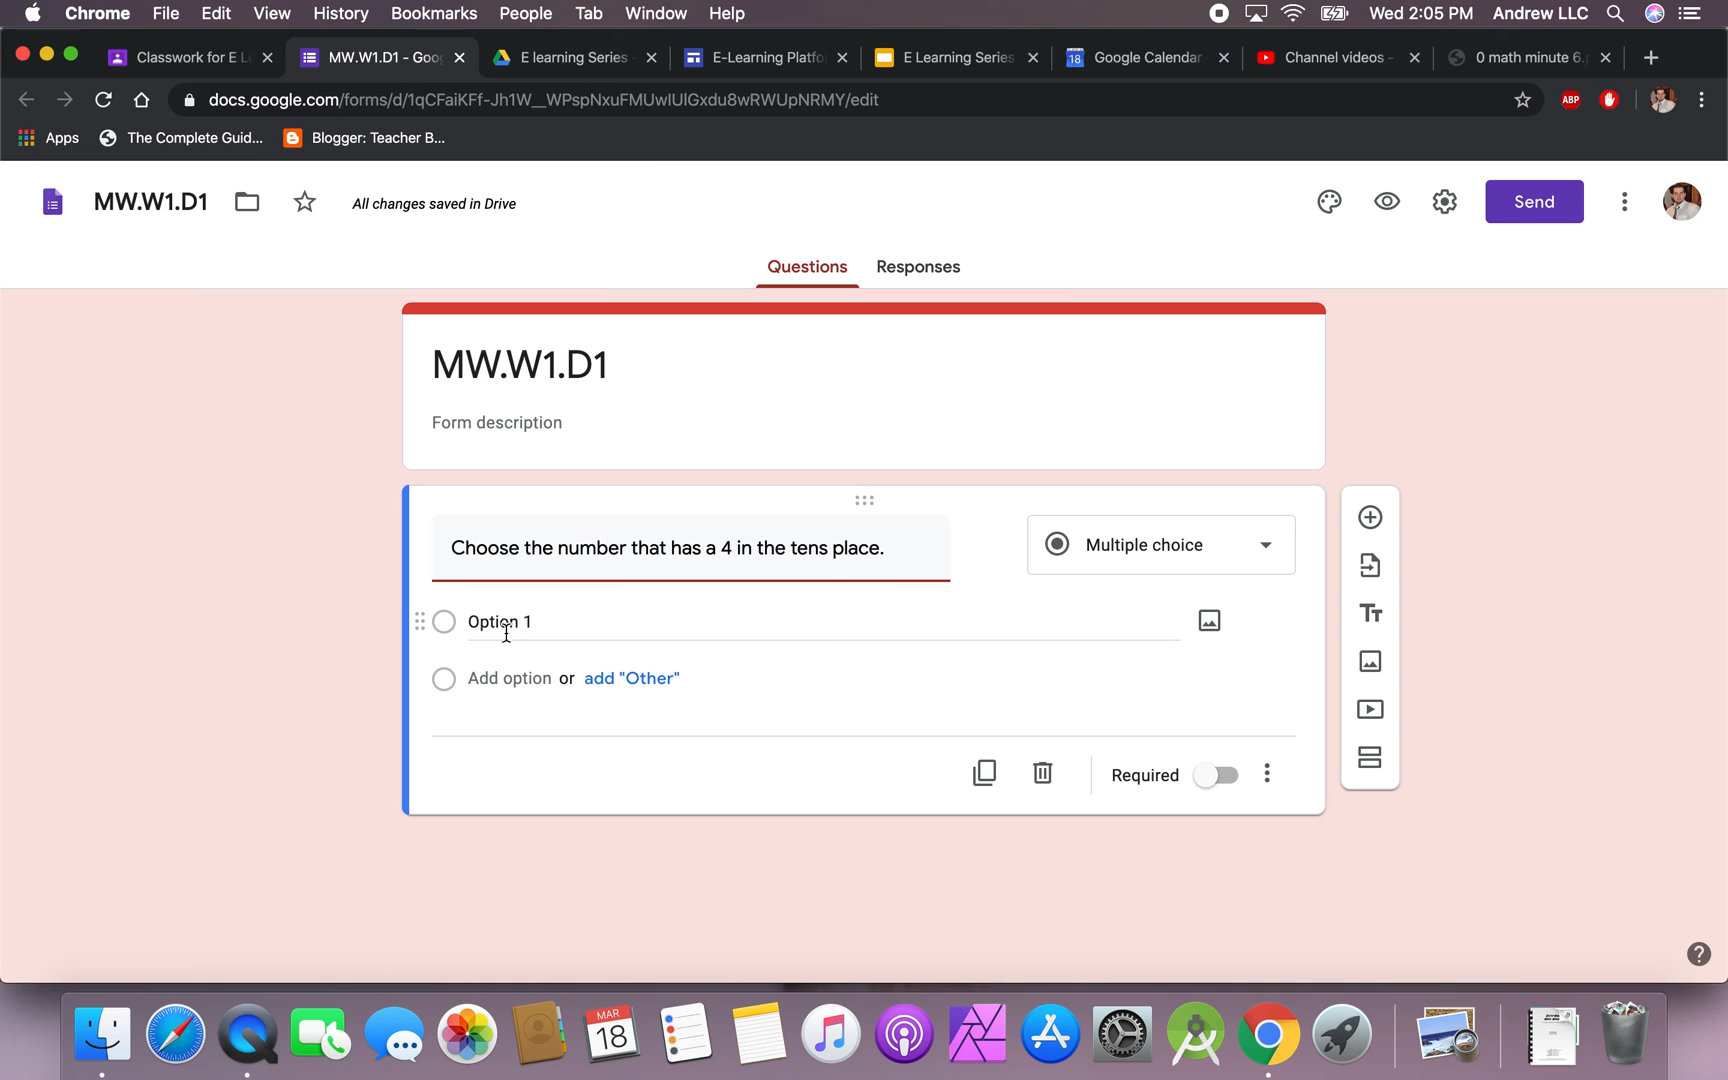 Chrome File Edit View History Bookmarks People Tab Window Help Wed 2:05 PM Andrew LLC
Classwork for E L MW.W1.D1 - Goo E learning Series - E-Learning Platfo E Learning Series Google Calendar 18 Channel videos - 0 math minute 6.p
docs.google.com/forms/d/1qCFaiKFf-Jh1W__WPspNxuFMUwIUIGxdu8wRWUpNRMY/edit ABP
Apps The Complete Guid... Blogger: Teacher B...
MW.W1.D1 All changes saved in Drive Send
Questions Responses
MW.W1.D1
Form description
Choose the number that has a 4 in the tens place. Multiple choice
Option 1
Add option or add "Other"
Required
MAR
18